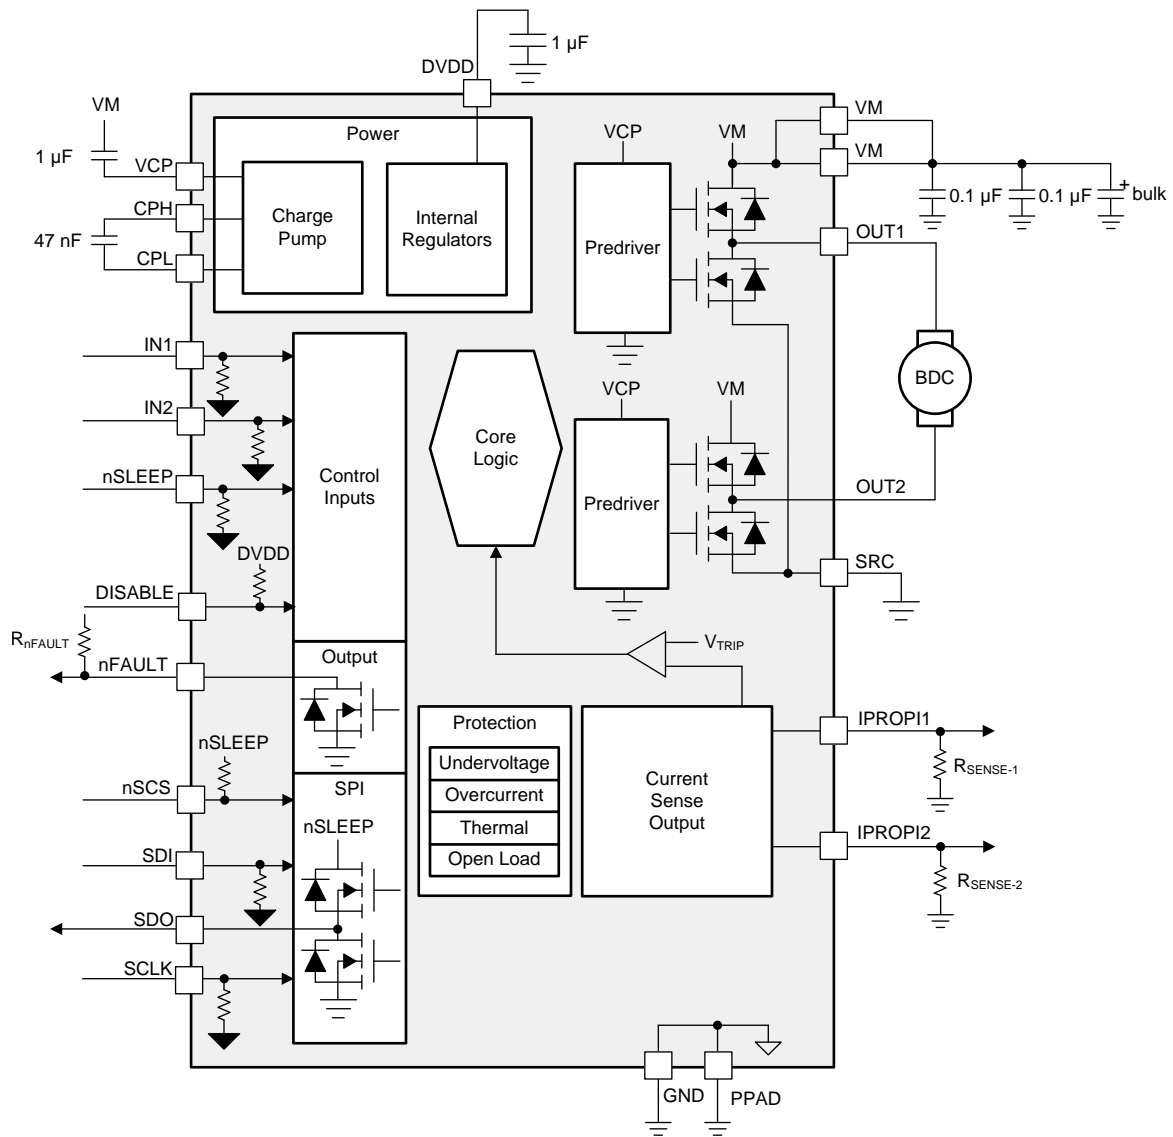 1 µF
DVDD
VM
1 µF
VCP
CPH
47 nF
CPL
Power
Charge
Pump
Internal
Regulators
VCP
VM
Predriver
VM
VM
0.1 µF
0.1 µF
+
bulk
OUT1
BDC
IN1
IN2
nSLEEP
DVDD
DISABLE
RnFAULT
nFAULT
Control
Inputs
Core
Logic
VCP
VM
Predriver
OUT2
SRC
VTRIP
Output
nSLEEP
nSCS
SDI
SDO
SCLK
SPI
nSLEEP
Protection
Undervoltage
Overcurrent
Thermal
Open Load
Current
Sense
Output
IPROPI1
RSENSE-1
IPROPI2
RSENSE-2
GND
PPAD